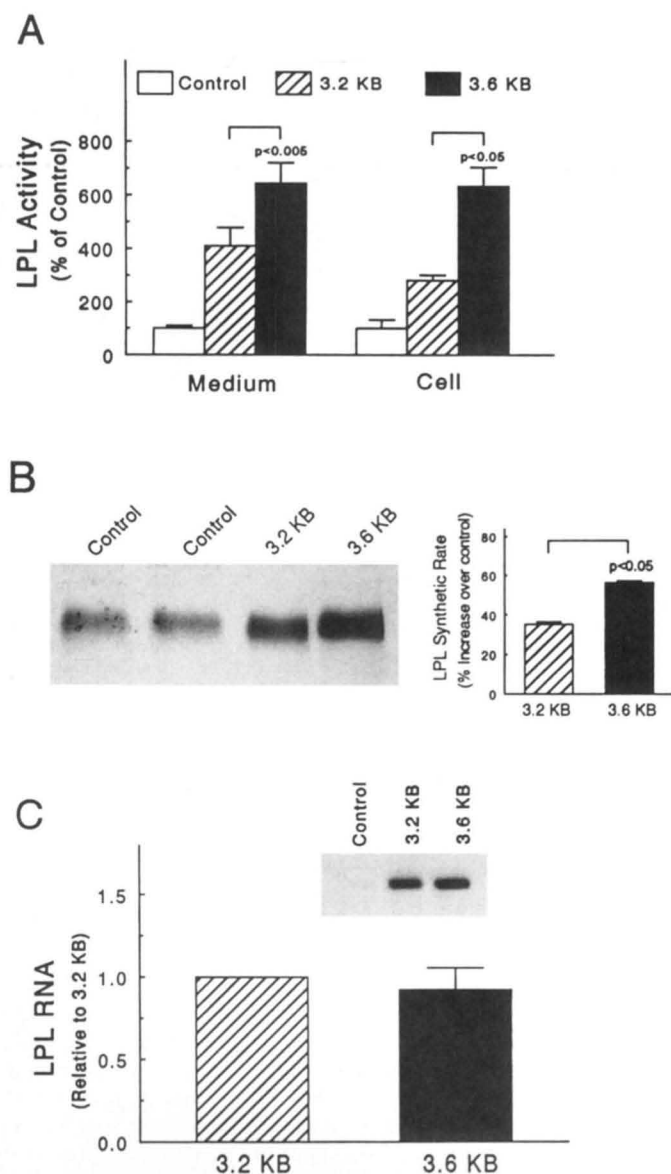 A
Control 3.2 KB 3.6 KB
LPL Activity
(% of Control)
800
600
400
200
0
p<0.005
p<0.05
Medium Cell
B
Control Control 3.2 KB 3.6 KB
LPL Synthetic Rate
(% Increase over control)
80
60
40
20
0
p<0.05
3.2 KB 3.6 KB
C
Control 3.2 KB 3.6 KB
LPL RNA
(Relative to 3.2 KB)
1.5
1.0
0.5
0.0
3.2 KB 3.6 KB